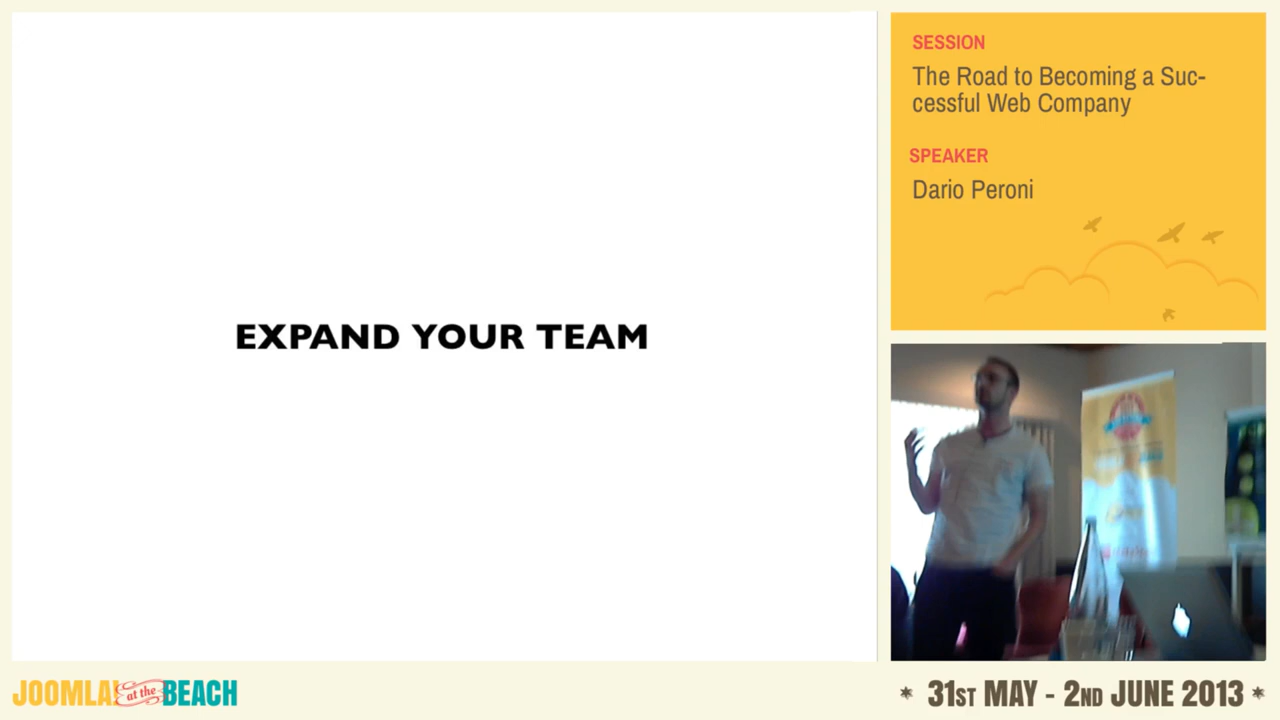 EXPAND YOUR TEAM
SESSION
The Road to Becoming a Suc-
cessful Web Company
SPEAKER
Dario Peroni
JOOMLA! at the BEACH
* 31ST MAY - 2ND JUNE 2013 *